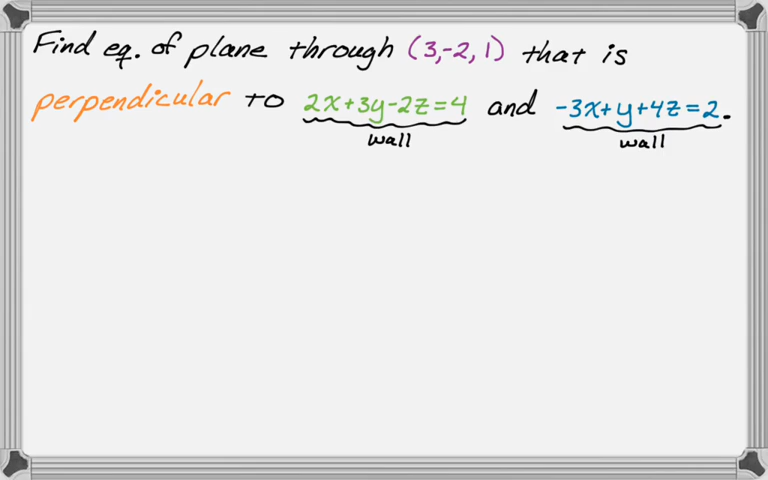 Find eq. of plane through (3,-2,1) that is
perpendicular to 2x+3y-2z=4 and -3x+y+4z=2.
wall wall